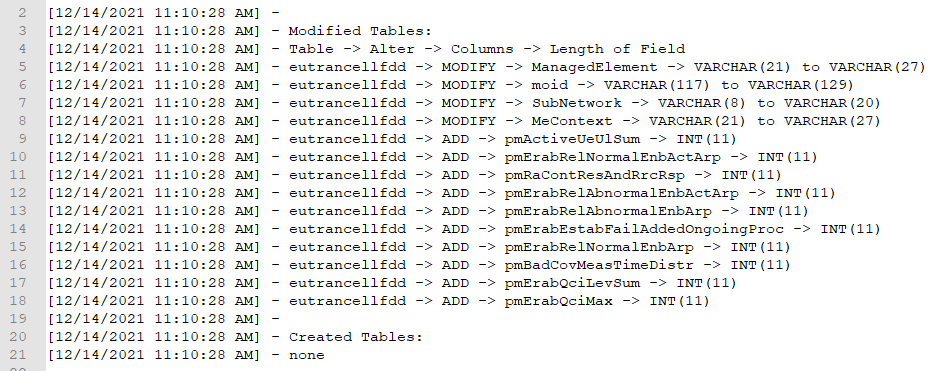 2 [12/14/2021 11:10:28 AM] -
3 [12/14/2021 11:10:28 AM] - Modified Tables:
4 [12/14/2021 11:10:28 AM] - Table -> Alter -> Columns -> Length of Field
5 [12/14/2021 11:10:28 AM] - eutrancellfdd -> MODIFY -> ManagedElement -> VARCHAR(21) to VARCHAR(27)
6 [12/14/2021 11:10:28 AM] - eutrancellfdd -> MODIFY -> moid -> VARCHAR(117) to VARCHAR(129)
7 [12/14/2021 11:10:28 AM] - eutrancellfdd -> MODIFY -> SubNetwork -> VARCHAR(8) to VARCHAR(20)
8 [12/14/2021 11:10:28 AM] - eutrancellfdd -> MODIFY -> MeContext -> VARCHAR(21) to VARCHAR(27)
9 [12/14/2021 11:10:28 AM] - eutrancellfdd -> ADD -> pmActiveUeUlSum -> INT(11)
10 [12/14/2021 11:10:28 AM] - eutrancellfdd -> ADD -> pmErabRelNormalEnbActArp -> INT(11)
11 [12/14/2021 11:10:28 AM] - eutrancellfdd -> ADD -> pmRaContResAndRrcRsp -> INT(11)
12 [12/14/2021 11:10:28 AM] - eutrancellfdd -> ADD -> pmErabRelAbnormalEnbActArp -> INT(11)
13 [12/14/2021 11:10:28 AM] - eutrancellfdd -> ADD -> pmErabRelAbnormalEnbArp -> INT(11)
14 [12/14/2021 11:10:28 AM] - eutrancellfdd -> ADD -> pmErabEstabFailAddedOngoingProc -> INT(11)
15 [12/14/2021 11:10:28 AM] - eutrancellfdd -> ADD -> pmErabRelNormalEnbArp -> INT(11)
16 [12/14/2021 11:10:28 AM] - eutrancellfdd -> ADD -> pmBadCovMeasTimeDistr -> INT(11)
17 [12/14/2021 11:10:28 AM] - eutrancellfdd -> ADD -> pmErabQciLevSum -> INT(11)
18 [12/14/2021 11:10:28 AM] - eutrancellfdd -> ADD -> pmErabQciMax -> INT(11)
19 [12/14/2021 11:10:28 AM] -
20 [12/14/2021 11:10:28 AM] - Created Tables:
21 [12/14/2021 11:10:28 AM] - none